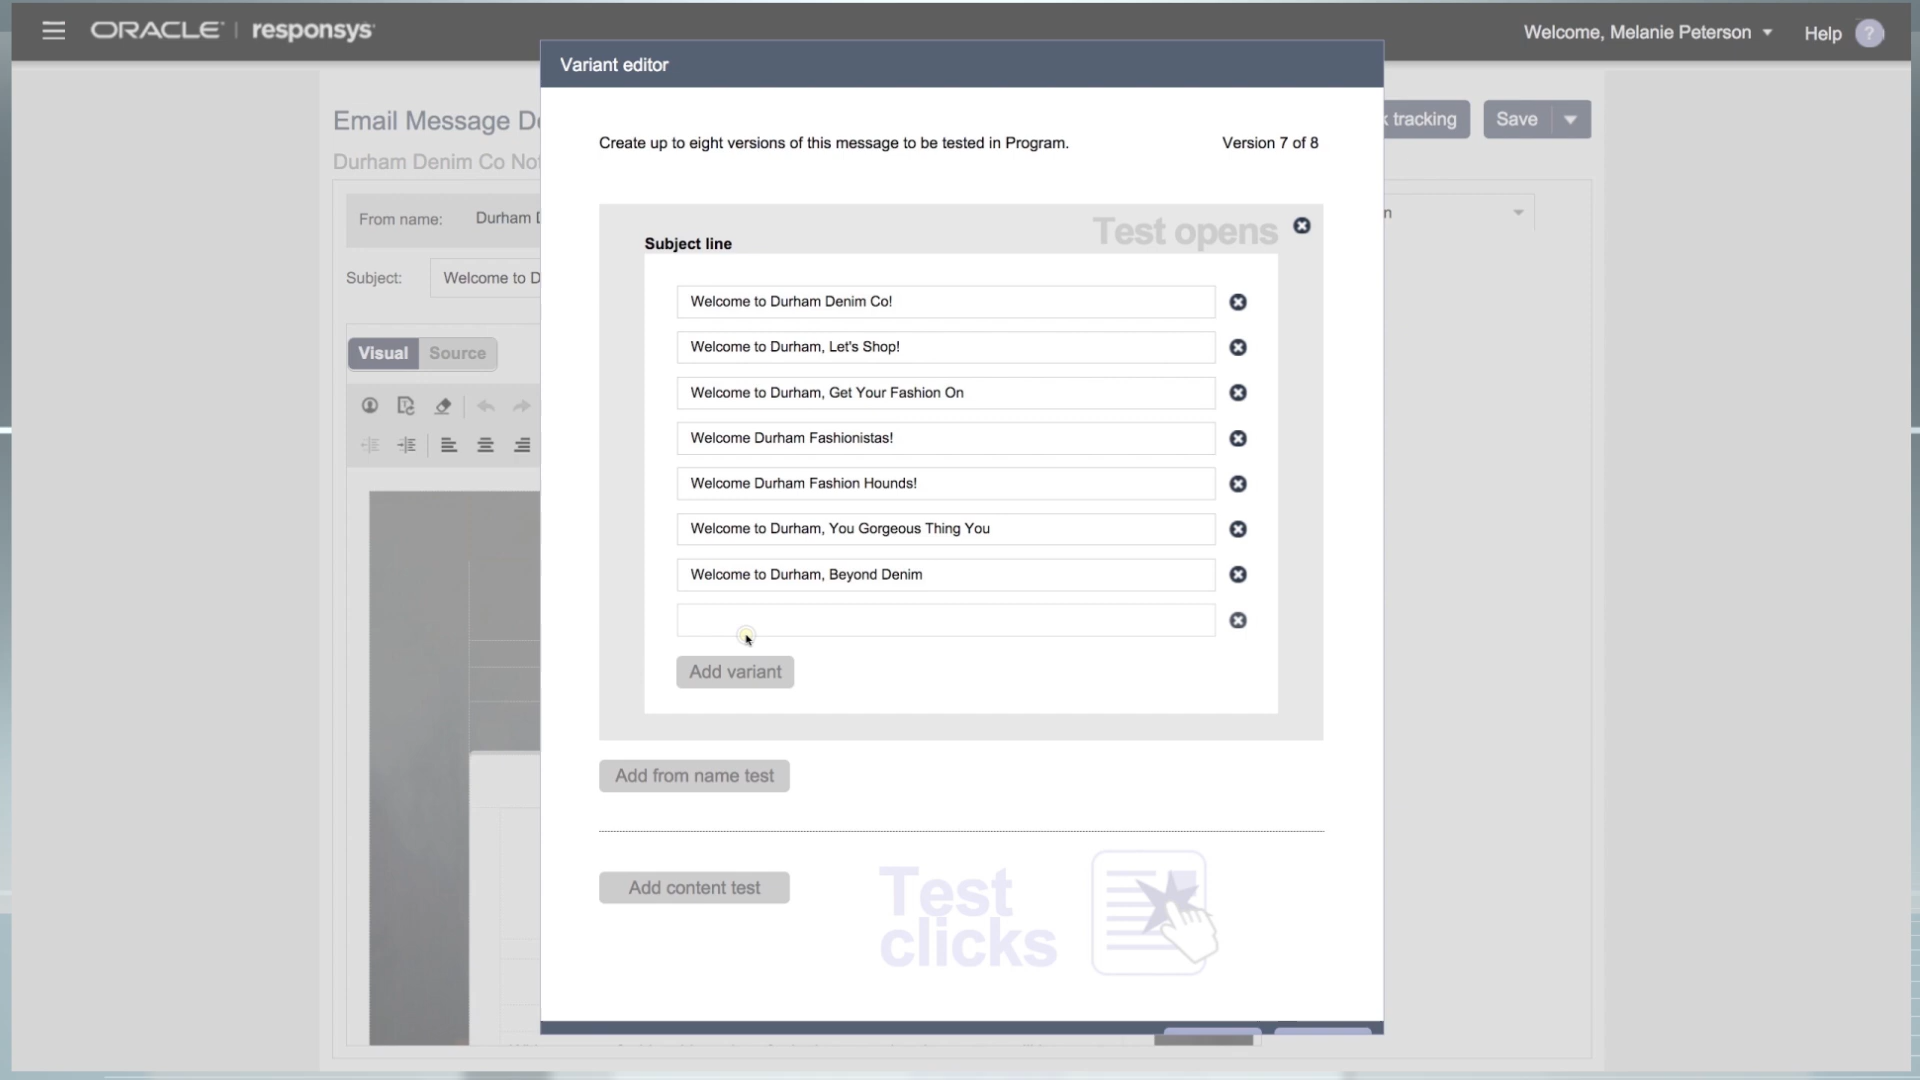 ORACLE | responsys
Welcome, Melanie Peterson
Help ?
Variant editor
Email Message
tracking
Save
Create up to eight versions of this message to be tested in Program.
Version 7 of 8
Durham Denim Co
From name:
Durham
Test opens
Subject line
Subject:
Welcome to D
Welcome to Durham Denim Co!
Welcome to Durham, Let's Shop!
Visual
Source
Welcome to Durham, Get Your Fashion On
Welcome Durham Fashionistas!
Welcome Durham Fashion Hounds!
Welcome to Durham, You Gorgeous Thing You
Welcome to Durham, Beyond Denim
Add variant
Add from name test
Add content test
Test
clicks